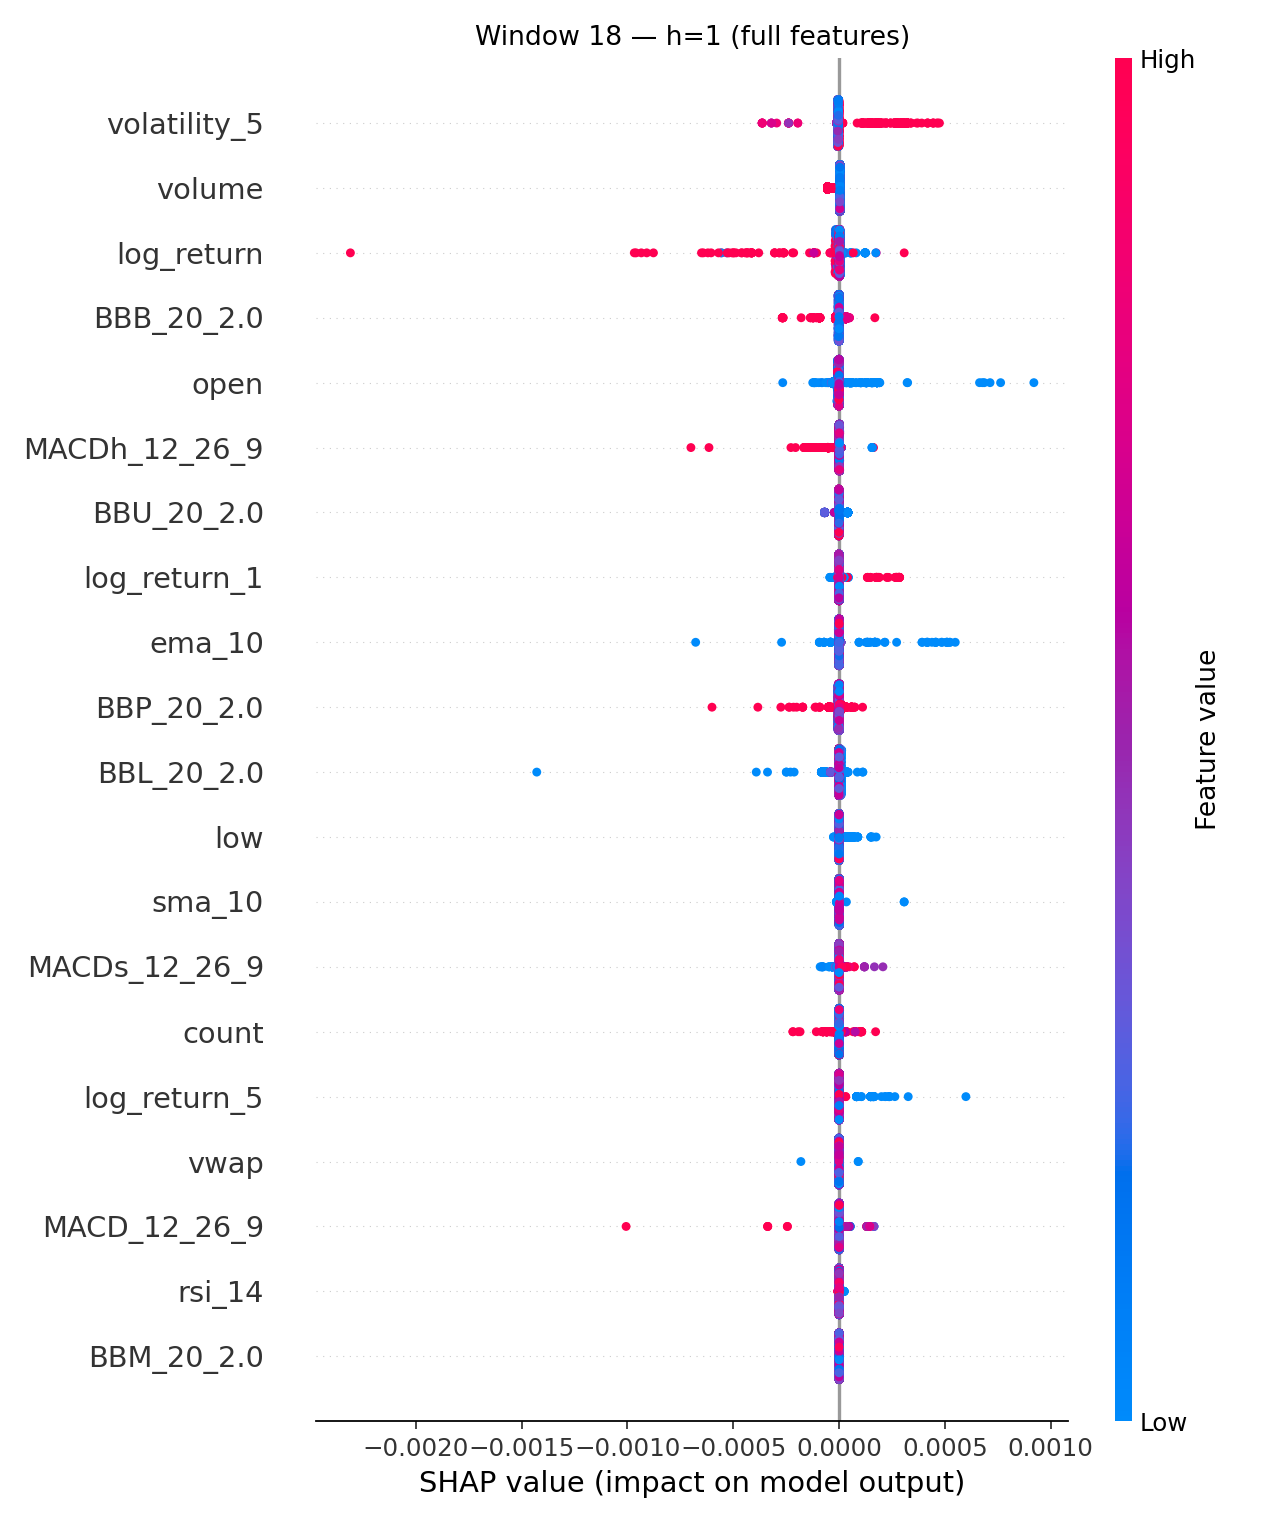 Window 18 — h=1 (full features)
High
volatility_5
volume
log_return
BBB_20_2.0
open
MACDh_12_26_9
BBU_20_2.0
log_return_1
ema_10
BBP_20_2.0
BBL_20_2.0
low
sma_10
MACDs_12_26_9
count
log_return_5
vwap
MACD_12_26_9
rsi_14
BBM_20_2.0
Feature value
Low
−0.0020 −0.0015 −0.0010 −0.0005 0.0000 0.0005 0.0010
SHAP value (impact on model output)